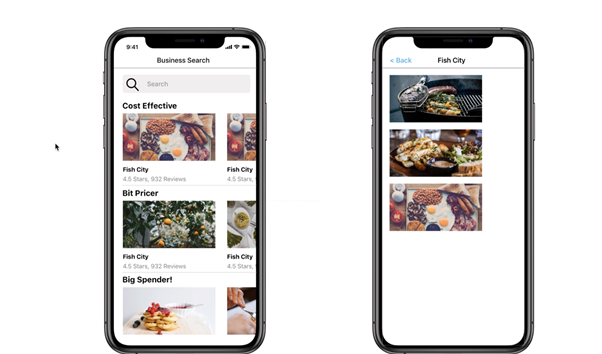 9:41
Business Search
Search
Cost Effective
Fish City
Fish City
4.5 Stars, 932 Reviews
4.5 Stars,
Bit Pricer
Fish City
Fish City
4.5 Stars, 932 Reviews
4.5 Stars,
Big Spender!
< Back
Fish City